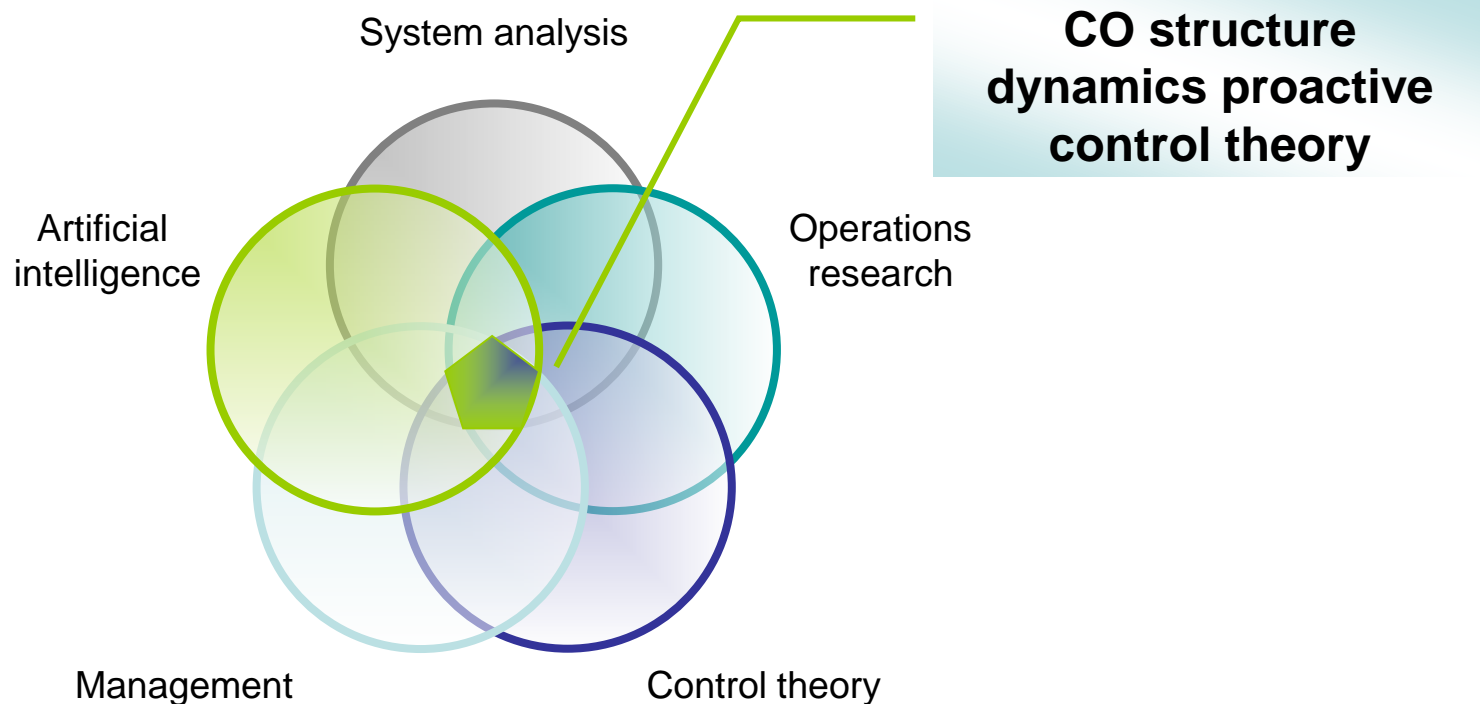 System analysis
CO structure
dynamics proactive
control theory
Artificial
intelligence
Operations
research
Management
Control theory